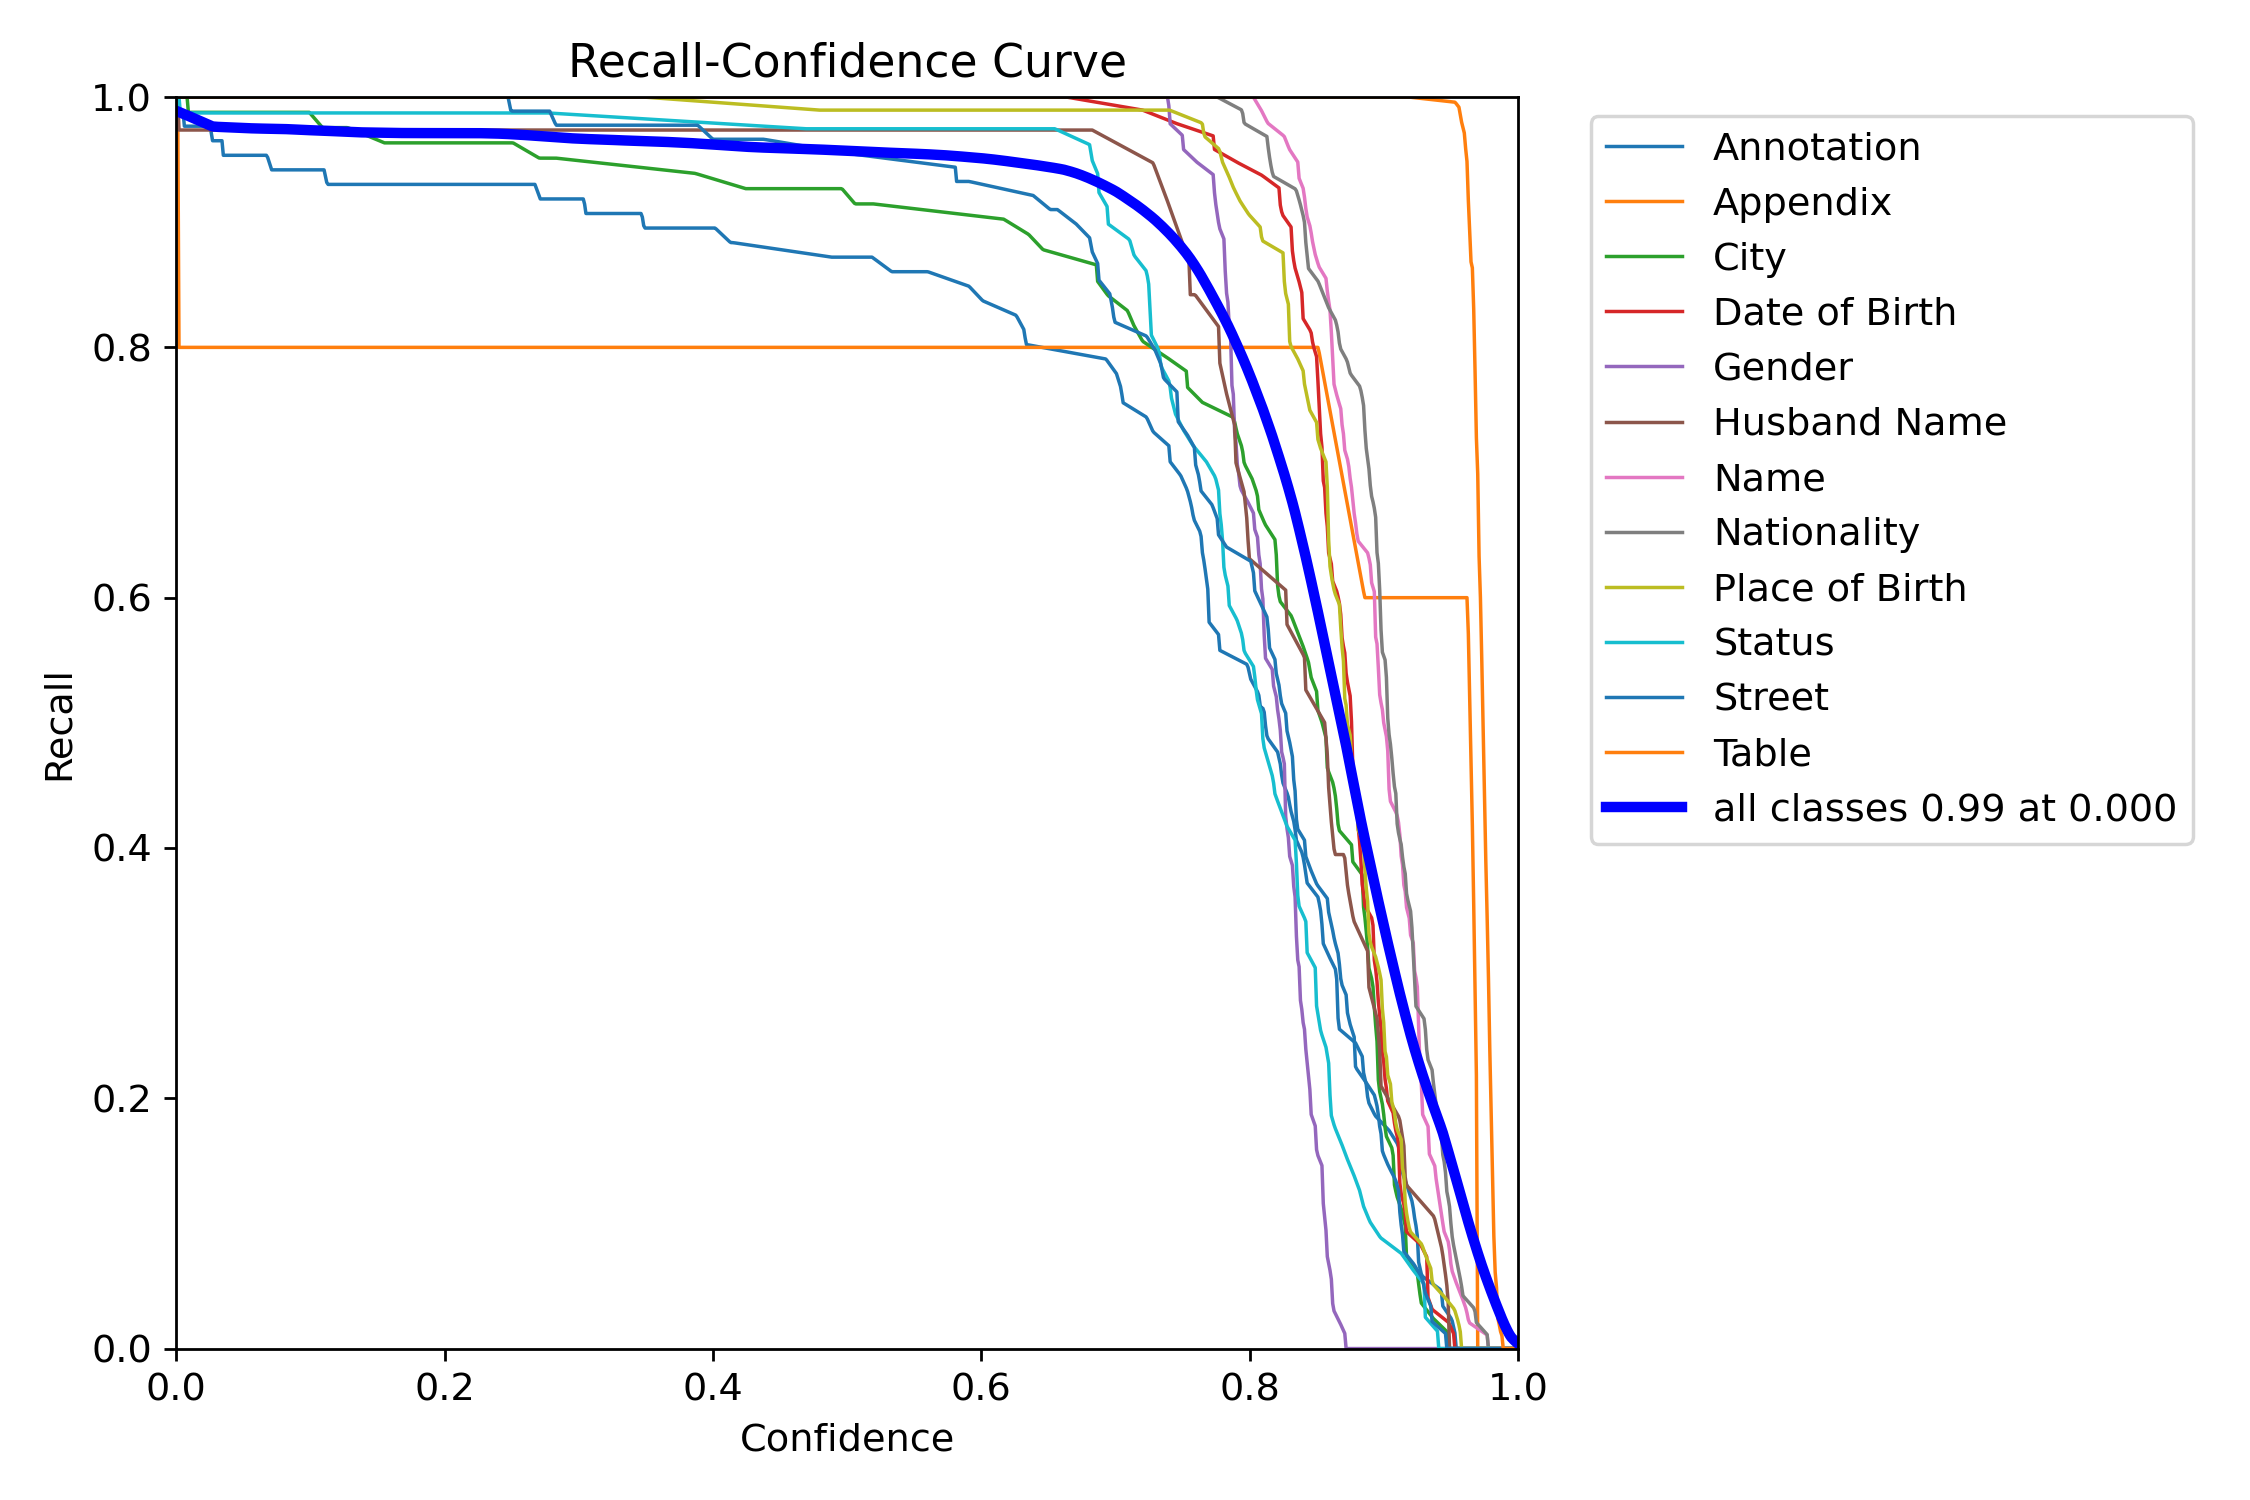 Recall-Confidence Curve
1.0
0.8
0.6
0.4
0.2
0.0
Recall
0.0 0.2 0.4 0.6 0.8 1.0
Confidence
Annotation
Appendix
City
Date of Birth
Gender
Husband Name
Name
Nationality
Place of Birth
Status
Street
Table
all classes 0.99 at 0.000